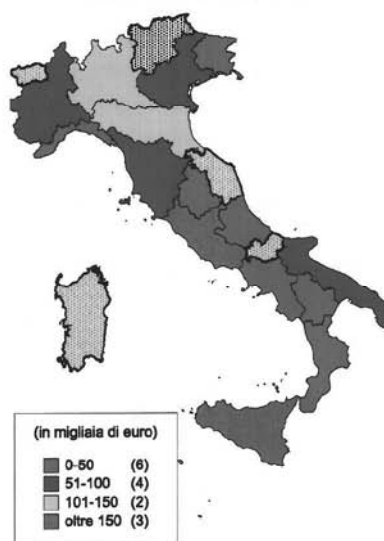 (in migliaia di euro)
0-50 (6)
51-100 (4)
101-150 (2)
oltre 150 (3)